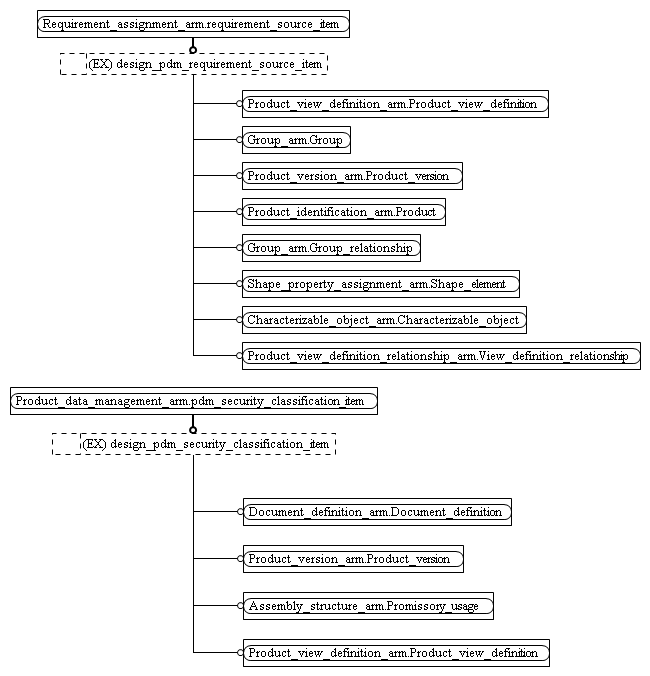 Requirement_assignment_arm.requirement_source_item
(EX) design_pdm_requirement_source_item
Product_view_definition_arm.Product_view_definition
Group_arm.Group
Product_version_arm.Product_version
Product_identification_arm.Product
Group_arm.Group_relationship
Shape_property_assignment_arm.Shape_element
Characterizable_object_arm.Characterizable_object
Product_view_definition_relationship_arm.View_definition_relationship
Product_data_management_arm.pdm_security_classification_item
(EX) design_pdm_security_classification_item
Document_definition_arm.Document_definition
Product_version_arm.Product_version
Assembly_structure_arm.Promissory_usage
Product_view_definition_arm.Product_view_definition